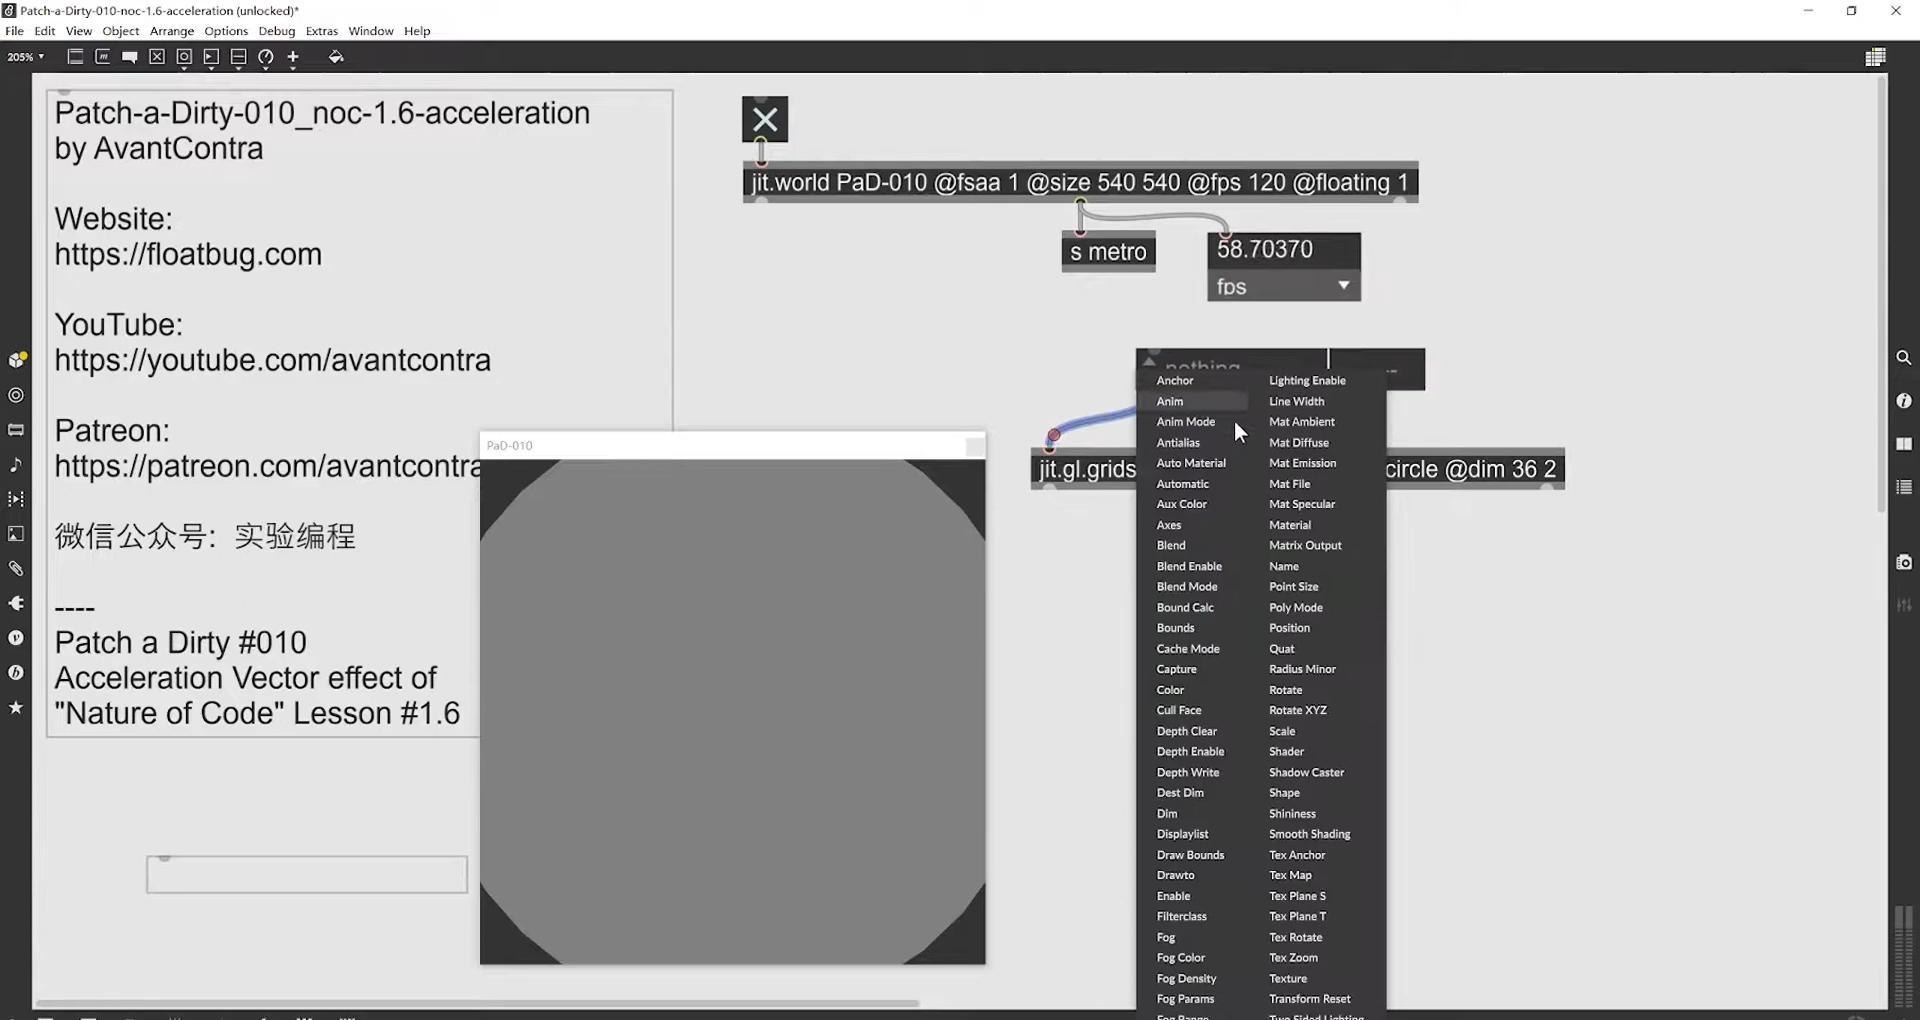 Patch-a-Dirty-010-noc-1.6-acceleration (unlocked)*
File Edit View Object Arrange Options Debug Extras Window Help
205%
Patch-a-Dirty-010_noc-1.6-acceleration
by AvantContra
Website:
https://floatbug.com
YouTube:
https://youtube.com/avantcontra
Patreon:
https://patreon.com/avantcontra
微信公众号：实验编程
----
Patch a Dirty #010
Acceleration Vector effect of
"Nature of Code" Lesson #1.6
jit.world PaD-010 @fsaa 1 @size 540 540 @fps 120 @floating 1
s metro
58.70370
fps
nothing
jit.gl.grids
circle @dim 36 2
PaD-010
Anchor
Anim
Anim Mode
Antialias
Auto Material
Automatic
Aux Color
Axes
Blend
Blend Enable
Blend Mode
Bound Calc
Bounds
Cache Mode
Capture
Color
Cull Face
Depth Clear
Depth Enable
Depth Write
Dest Dim
Dim
Displaylist
Draw Bounds
Drawto
Enable
Filterclass
Fog
Fog Color
Fog Density
Fog Params
Fog Range
Lighting Enable
Line Width
Mat Ambient
Mat Diffuse
Mat Emission
Mat File
Mat Specular
Material
Matrix Output
Name
Point Size
Poly Mode
Position
Quat
Radius Minor
Rotate
Rotate XYZ
Scale
Shader
Shadow Caster
Shape
Shininess
Smooth Shading
Tex Anchor
Tex Map
Tex Plane S
Tex Plane T
Tex Rotate
Tex Zoom
Texture
Transform Reset
Two Sided Lighting